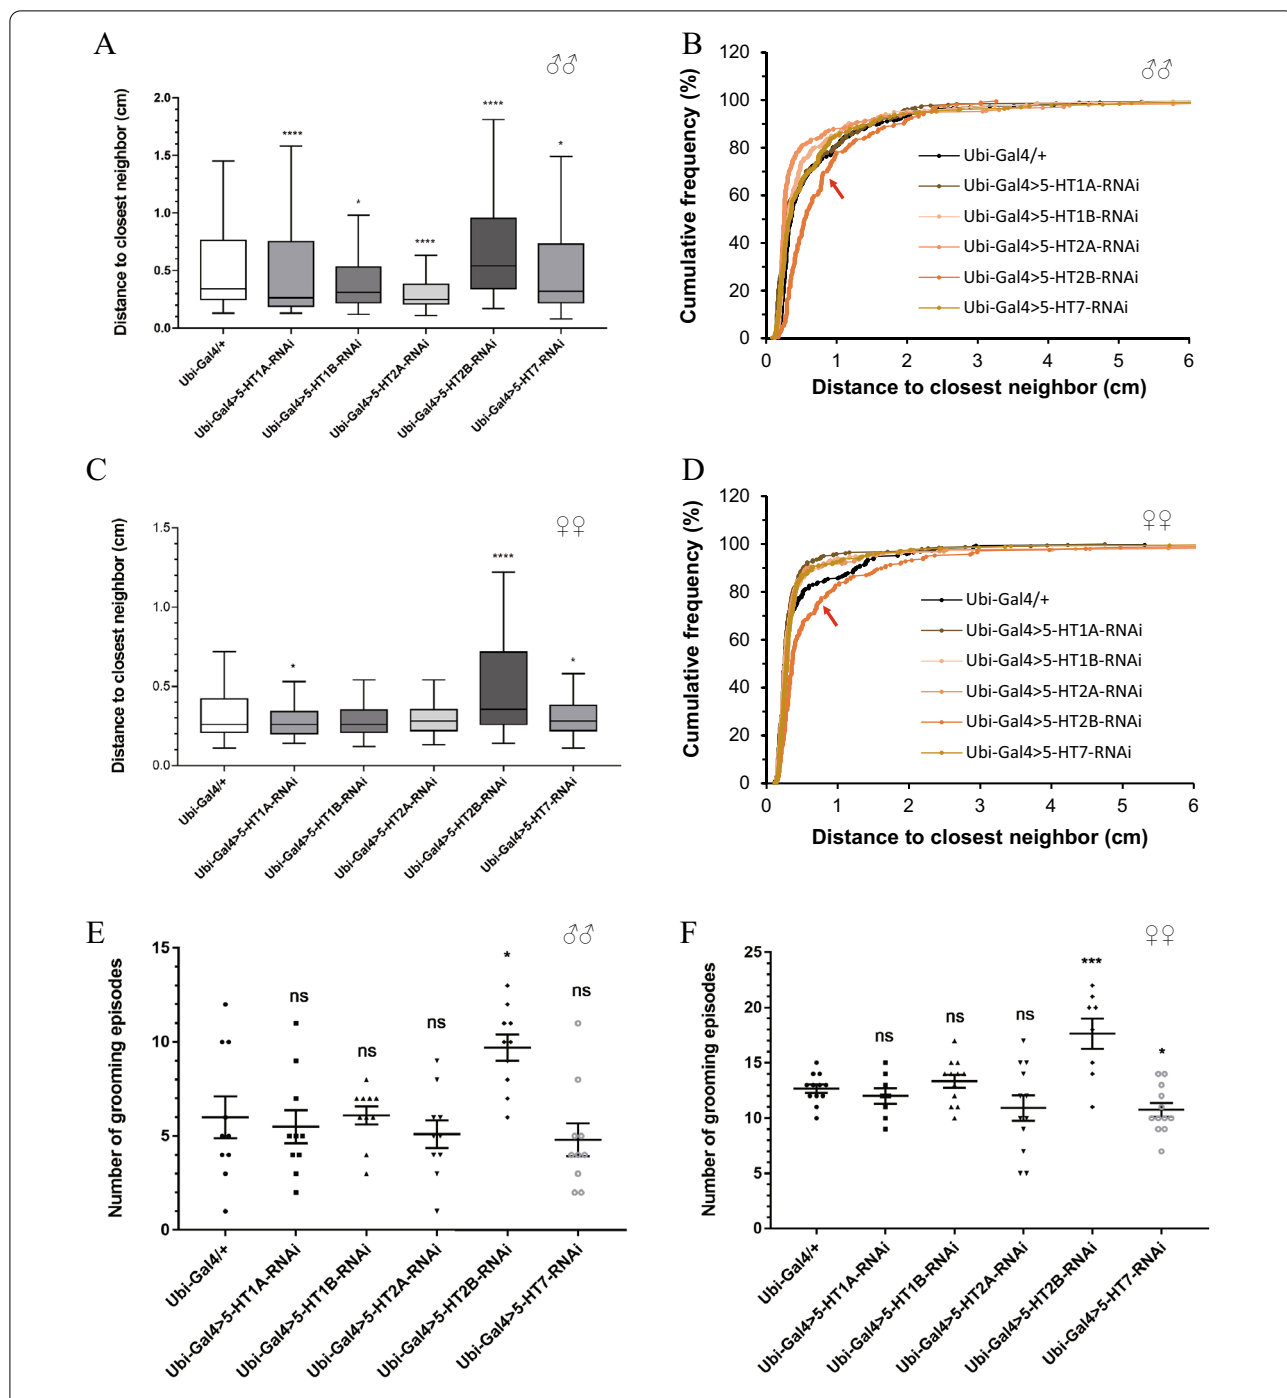 A
♂♂
Distance to closest neighbor (cm)
2.0
1.5
1.0
0.5
0.0
****
*
****
****
*
Ubi-Gal4/+
Ubi-Gal4>5-HT1A-RNAi
Ubi-Gal4>5-HT1B-RNAi
Ubi-Gal4>5-HT2A-RNAi
Ubi-Gal4>5-HT2B-RNAi
Ubi-Gal4>5-HT7-RNAi
B
♂♂
Cumulative frequency (%)
120
100
80
60
40
20
0
Ubi-Gal4/+
Ubi-Gal4>5-HT1A-RNAi
Ubi-Gal4>5-HT1B-RNAi
Ubi-Gal4>5-HT2A-RNAi
Ubi-Gal4>5-HT2B-RNAi
Ubi-Gal4>5-HT7-RNAi
0 1 2 3 4 5 6
Distance to closest neighbor (cm)
C
♀♀
Distance to closest neighbor (cm)
1.5
1.0
0.5
0.0
*
****
*
Ubi-Gal4/+
Ubi-Gal4>5-HT1A-RNAi
Ubi-Gal4>5-HT1B-RNAi
Ubi-Gal4>5-HT2A-RNAi
Ubi-Gal4>5-HT2B-RNAi
Ubi-Gal4>5-HT7-RNAi
D
♀♀
Cumulative frequency (%)
120
100
80
60
40
20
0
Ubi-Gal4/+
Ubi-Gal4>5-HT1A-RNAi
Ubi-Gal4>5-HT1B-RNAi
Ubi-Gal4>5-HT2A-RNAi
Ubi-Gal4>5-HT2B-RNAi
Ubi-Gal4>5-HT7-RNAi
0 1 2 3 4 5 6
Distance to closest neighbor (cm)
E
♂♂
Number of grooming episodes
15
10
5
0
ns
ns
ns
*
ns
Ubi-Gal4/+
Ubi-Gal4>5-HT1A-RNAi
Ubi-Gal4>5-HT1B-RNAi
Ubi-Gal4>5-HT2A-RNAi
Ubi-Gal4>5-HT2B-RNAi
Ubi-Gal4>5-HT7-RNAi
F
♀♀
Number of grooming episodes
25
20
15
10
5
0
ns
ns
ns
***
*
Ubi-Gal4/+
Ubi-Gal4>5-HT1A-RNAi
Ubi-Gal4>5-HT1B-RNAi
Ubi-Gal4>5-HT2A-RNAi
Ubi-Gal4>5-HT2B-RNAi
Ubi-Gal4>5-HT7-RNAi